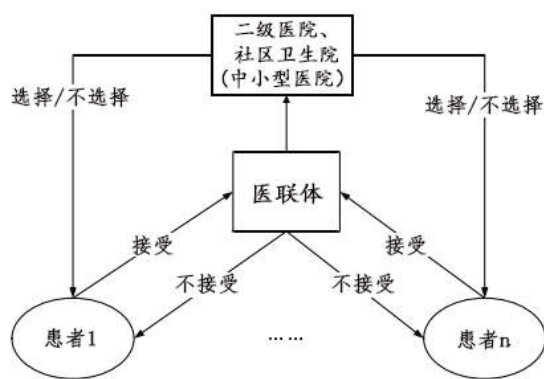 二级医院、
社区卫生院
(中小型医院)
选择/不选择
选择/不选择
医联体
接受
接受
不接受
不接受
患者1
……
患者n